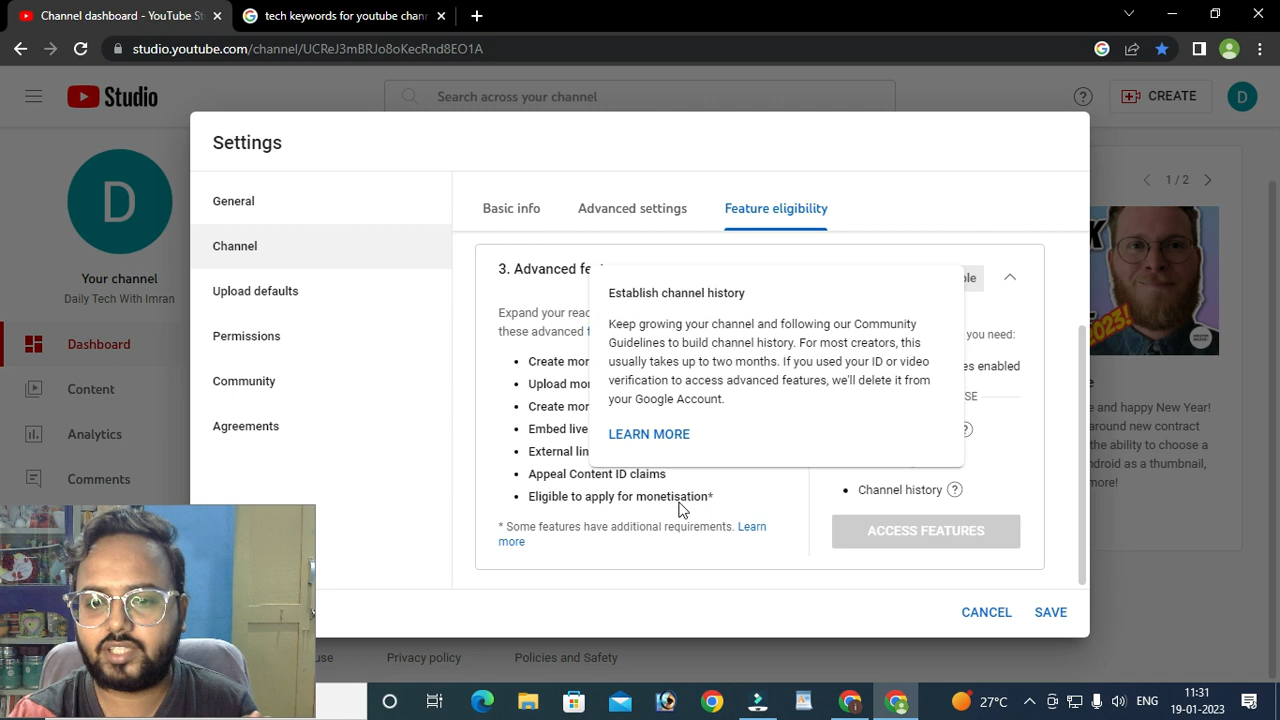 Channel dashboard - YouTube St
tech keywords for youtube chan
studio.youtube.com/channel/UCReJ3mBRJo8oKecRnd8EO1A
Studio
Search across your channel
CREATE
D
Settings
D
Your channel
Daily Tech With Imran
Dashboard
Content
Analytics
Comments
General
Channel
Upload defaults
Permissions
Community
Agreements
Basic info
Advanced settings
Feature eligibility
3. Advanced fe
Expand your reac
these advanced f
• Create mor
• Upload mor
• Create mor
• Embed live
• External lin
• Appeal Content ID claims
• Eligible to apply for monetisation*
* Some features have additional requirements. Learn
more
Establish channel history
Keep growing your channel and following our Community
Guidelines to build channel history. For most creators, this
usually takes up to two months. If you used your ID or video
verification to access advanced features, we'll delete it from
your Google Account.
LEARN MORE
ble
you need:
es enabled
SE
• Channel history
ACCESS FEATURES
CANCEL
SAVE
1 / 2
2023!
e
e and happy New Year!
around new contract
the ability to choose a
ndroid as a thumbnail,
more!
use
Privacy policy
Policies and Safety
27°C
ENG
11:31
19-01-2023